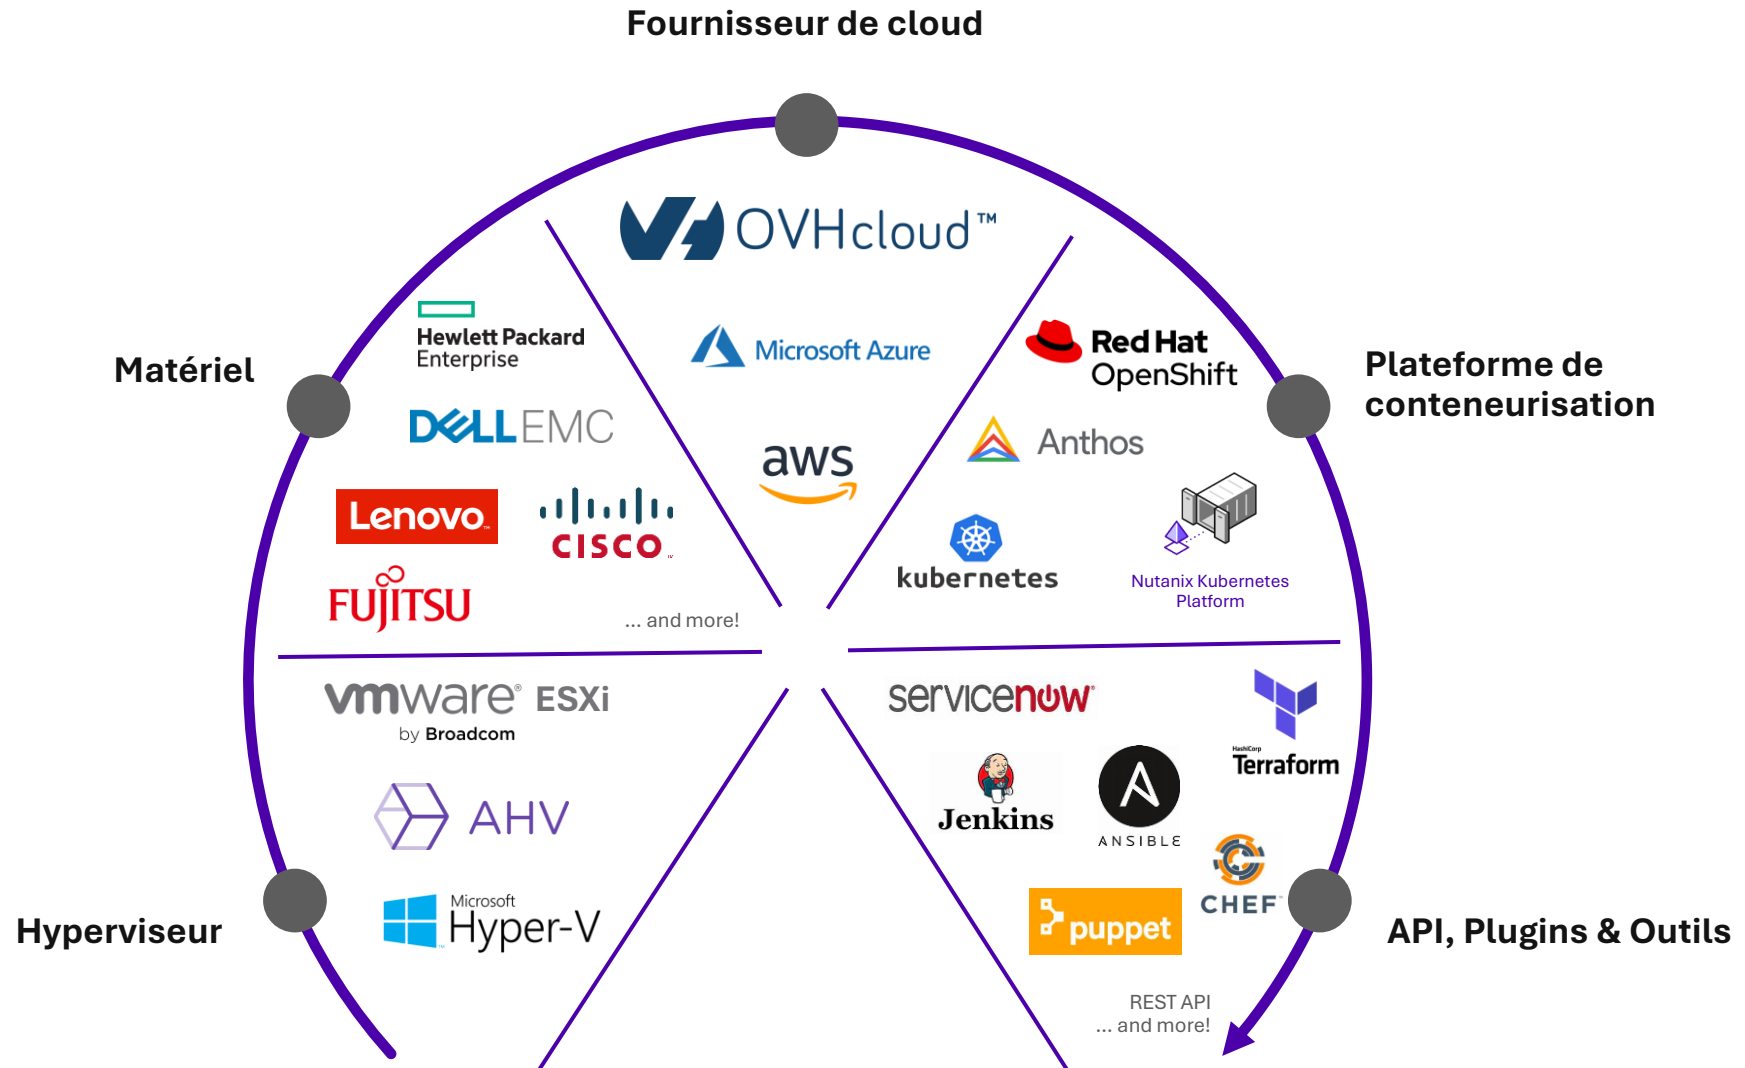 Fournisseur de cloud
OVHcloud™
Microsoft Azure
aws
Matériel
Hewlett Packard
Enterprise
DELLEMC
Lenovo
CISCO
FUJITSU
... and more!
Plateforme de
conteneurisation
Red Hat
OpenShift
Anthos
kubernetes
Nutanix Kubernetes
Platform
Hyperviseur
vmware® ESXi
by Broadcom
AHV
Microsoft
Hyper-V
API, Plugins & Outils
servicenow
HashiCorp
Terraform
Jenkins
ANSIBLE
CHEF
puppet
REST API
... and more!